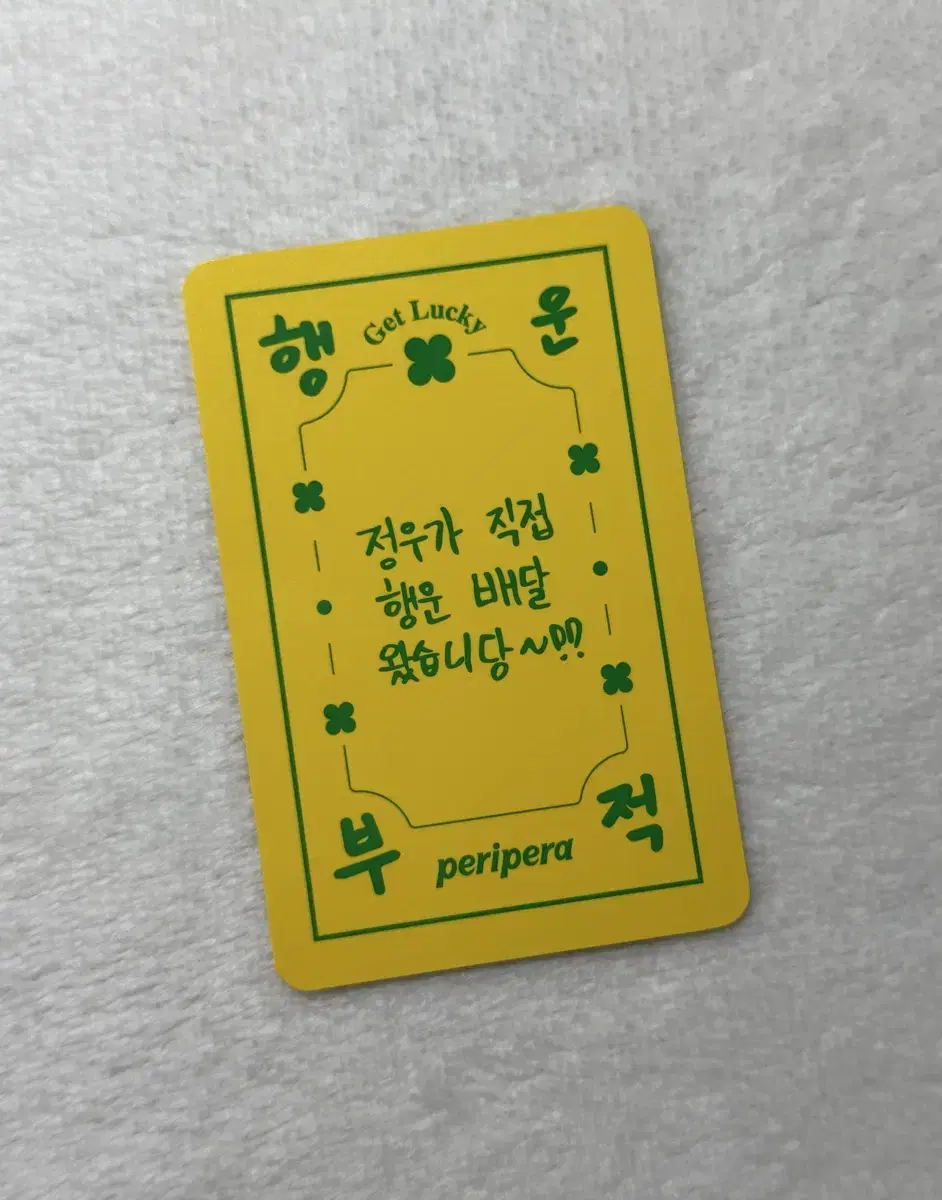 행 운
Get Lucky
정우가 직접
행운 배달
왔습니당~!!
부 적
peripera